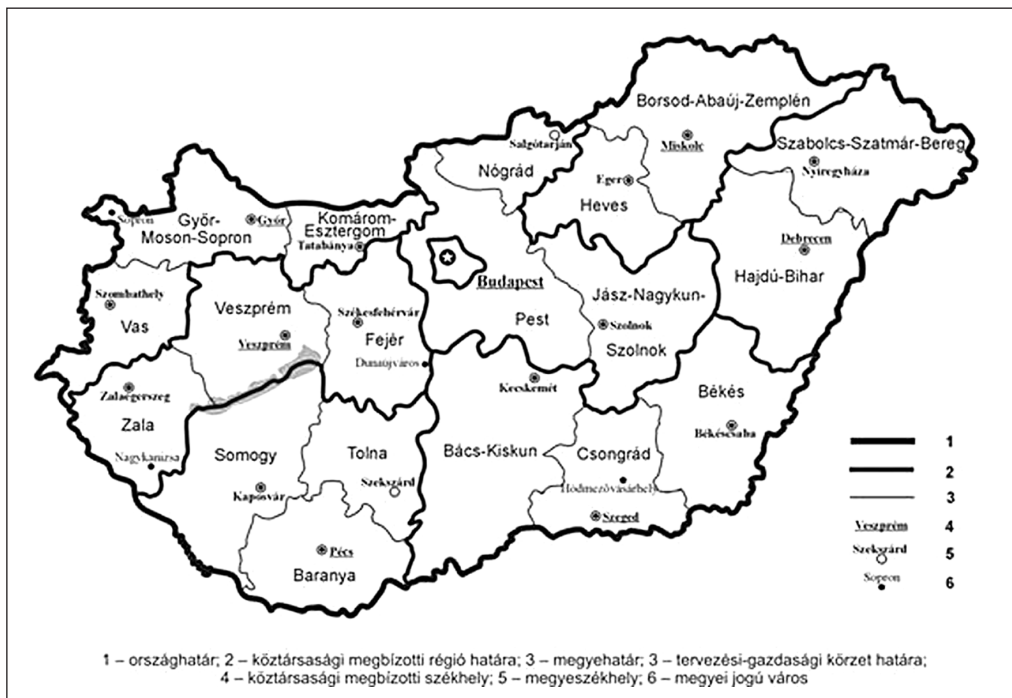 Borsod-Abaúj-Zemplén
Miskolc
Szabolcs-Szatmár-Bereg
Nyíregyháza
Salgótarján
Nógrád
Eger
Heves
Sopron
Győr-
Moson-Sopron
Győr
Komárom-
Esztergom
Tatabánya
Debrecen
Hajdú-Bihar
Budapest
Pest
Jász-Nagykun-
Szolnok
Szolnok
Szombathely
Vas
Veszprém
Veszprém
Székesfehérvár
Fejér
Dunaújváros
Kecskemét
Zalaegerszeg
Zala
Nagykanizsa
Békés
Békéscsaba
Somogy
Kaposvár
Tolna
Szekszárd
Bács-Kiskun
Csongrád
Hódmezővásárhely
Szeged
Pécs
Baranya
1
2
3
Veszprém 4
Szekszárd 5
Sopron 6
1 – országhatár; 2 – köztársasági megbízotti régió határa; 3 – megyehatár; 3 – tervezési-gazdasági körzet határa;
4 – köztársasági megbízotti székhely; 5 – megyeszékhely; 6 – megyei jogú város